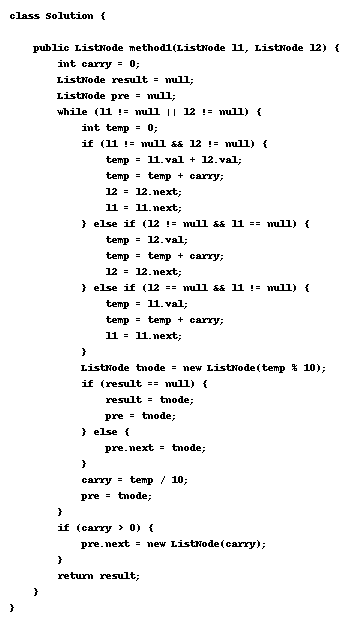 class Solution {
    public ListNode method1(ListNode l1, ListNode l2) {
        int carry = 0;
        ListNode result = null;
        ListNode pre = null;
        while (l1 != null || l2 != null) {
            int temp = 0;
            if (l1 != null && l2 != null) {
                temp = l1.val + l2.val;
                temp = temp + carry;
                l2 = l2.next;
                l1 = l1.next;
            } else if (l2 != null && l1 == null) {
                temp = l2.val;
                temp = temp + carry;
                l2 = l2.next;
            } else if (l2 == null && l1 != null) {
                temp = l1.val;
                temp = temp + carry;
                l1 = l1.next;
            }
            ListNode tnode = new ListNode(temp % 10);
            if (result == null) {
                result = tnode;
                pre = tnode;
            } else {
                pre.next = tnode;
            }
            carry = temp / 10;
            pre = tnode;
        }
        if (carry > 0) {
            pre.next = new ListNode(carry);
        }
        return result;
    }
}